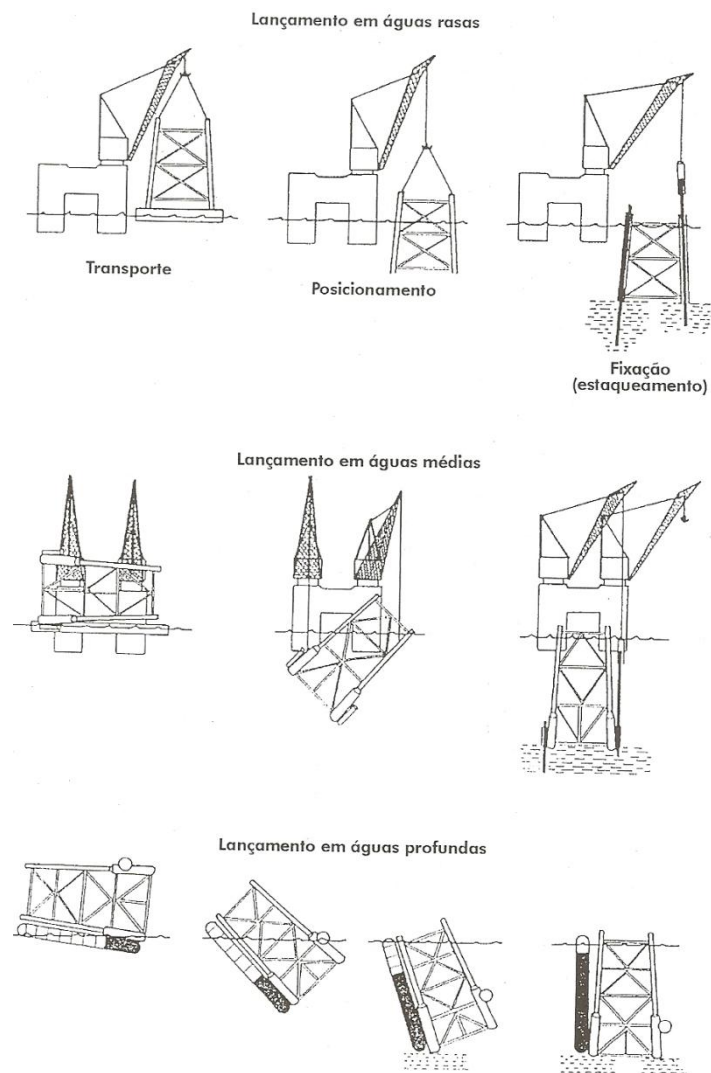 Lançamento em águas rasas
Transporte
Posicionamento
Fixação
(estaqueamento)
Lançamento em águas médias
Lançamento em águas profundas